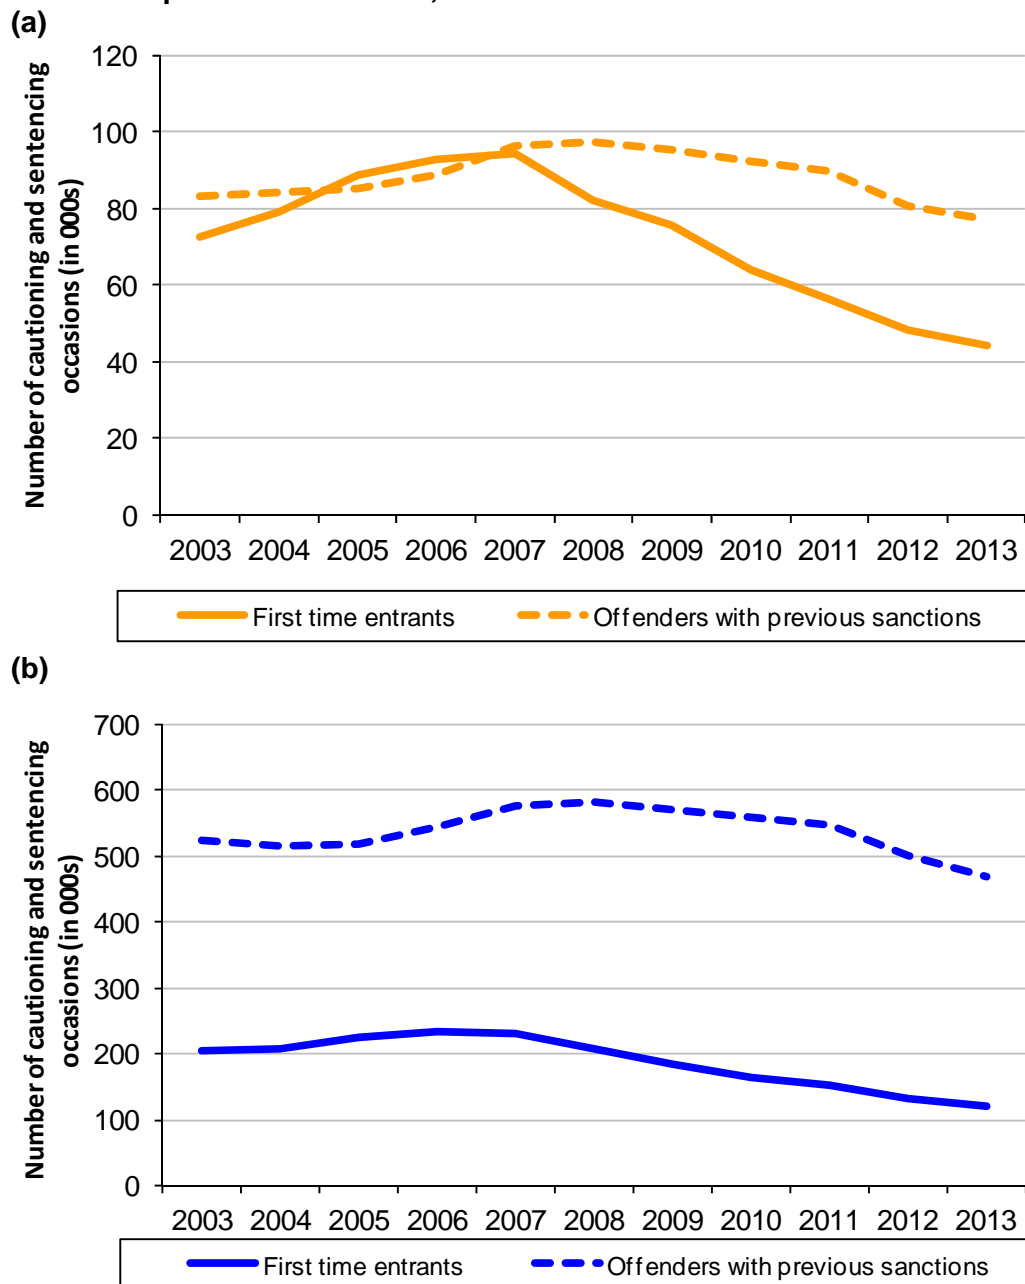 (a)
Number of cautioning and sentencing
occasions (in 000s)
120
100
80
60
40
20
0
2003 2004 2005 2006 2007 2008 2009 2010 2011 2012 2013
First time entrants Offenders with previous sanctions
(b)
Number of cautioning and sentencing
occasions (in 000s)
700
600
500
400
300
200
100
0
2003 2004 2005 2006 2007 2008 2009 2010 2011 2012 2013
First time entrants Offenders with previous sanctions